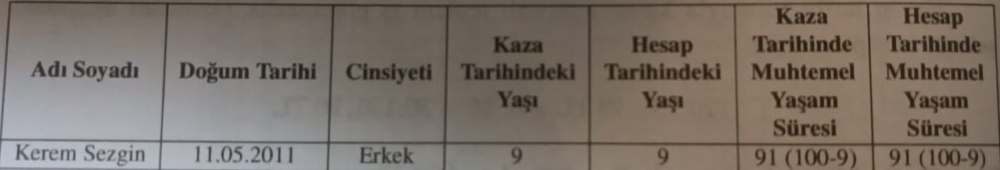 Adı Soyadı
Doğum Tarihi
Cinsiyeti
Kaza
Tarihindeki
Yaşı
Hesap
Tarihindeki
Yaşı
Kaza
Tarihinde
Muhtemel
Yaşam
Süresi
Hesap
Tarihinde
Muhtemel
Yaşam
Süresi
Kerem Sezgin 11.05.2011 Erkek 9 9 91 (100-9) 91 (100-9)